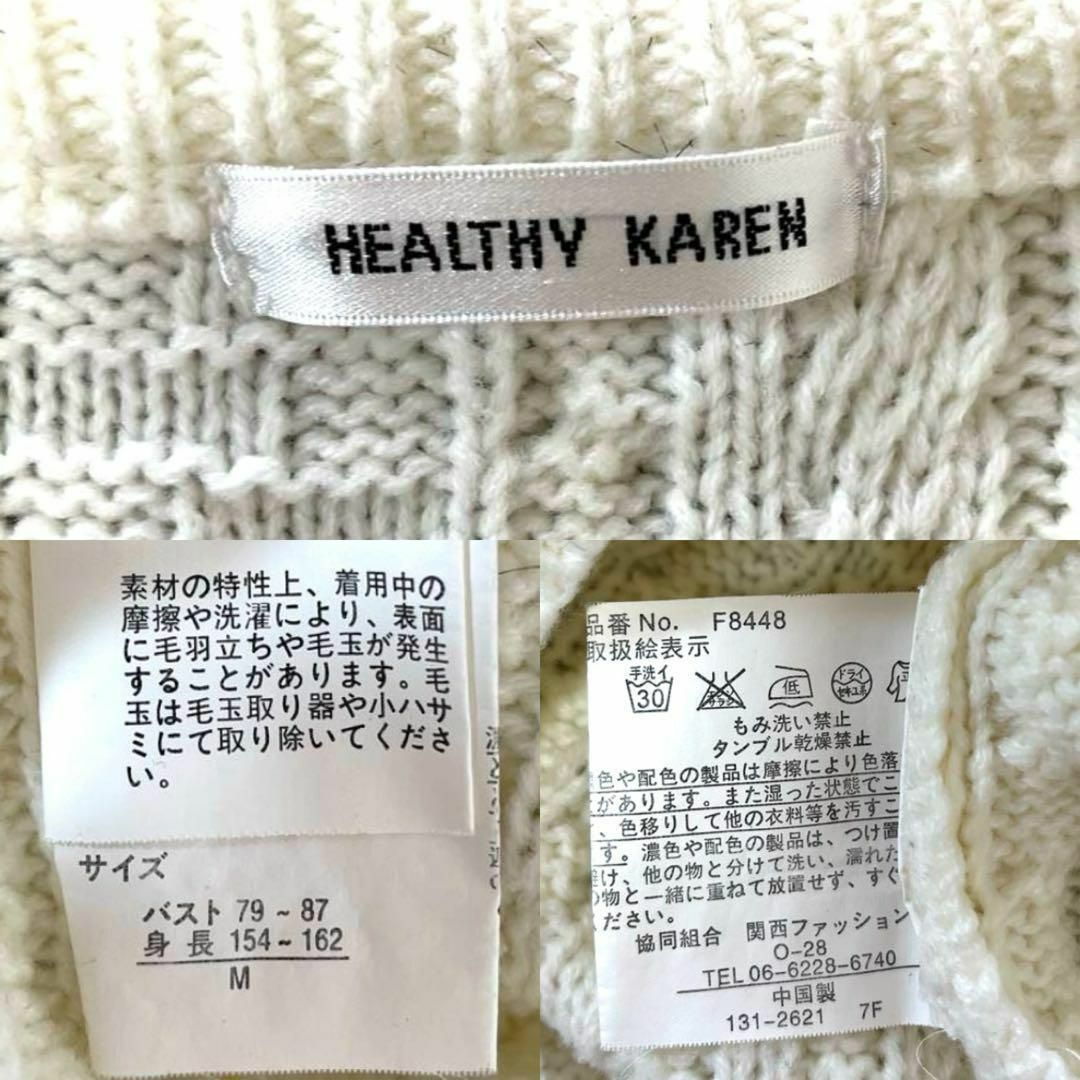 HEALTHY KAREN
素材の特性上、着用中の
摩擦や洗濯により、表面
に毛羽立ちや毛玉が発生
することがあります。毛
玉は毛玉取り器や小ハサ
ミにて取り除いてくださ
い。
サイズ
バスト 79～87
身長 154～162
M
品番 No. F8448
取扱絵表示
手洗イ 30 低 ドライ セキユ系
もみ洗い禁止
タンブル乾燥禁止
色や配色の製品は摩擦により色落
があります。また湿った状態でこ
、色移りして他の衣料等を汚すこ
す。濃色や配色の製品は、つけ置
避け、他の物と分けて洗い、濡れた
の物と一緒に重ねて放置せず、すぐ
ください。
協同組合 関西ファッション
O-28
TEL 06-6228-6740
中国製
131-2621 7F